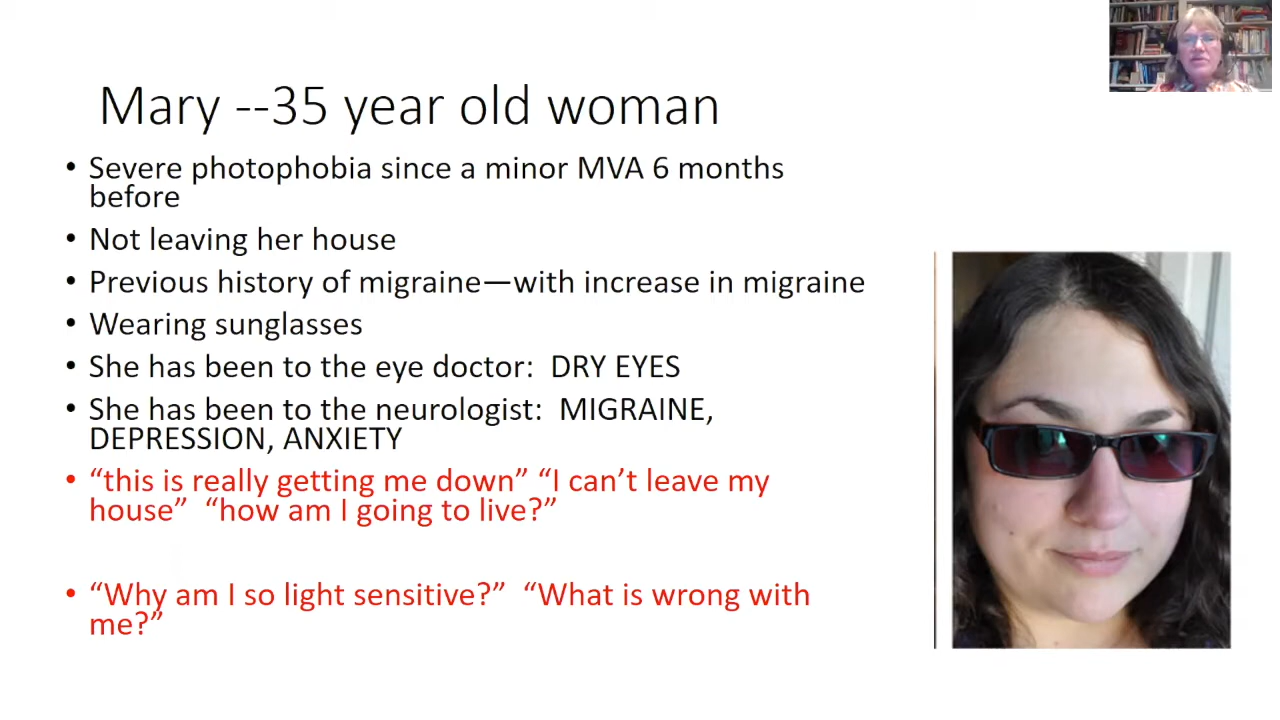 Mary --35 year old woman
• Severe photophobia since a minor MVA 6 months
before
• Not leaving her house
• Previous history of migraine—with increase in migraine
• Wearing sunglasses
• She has been to the eye doctor:  DRY EYES
• She has been to the neurologist:  MIGRAINE,
DEPRESSION, ANXIETY
• “this is really getting me down” “I can’t leave my
house”  “how am I going to live?”
• “Why am I so light sensitive?”  “What is wrong with
me?”